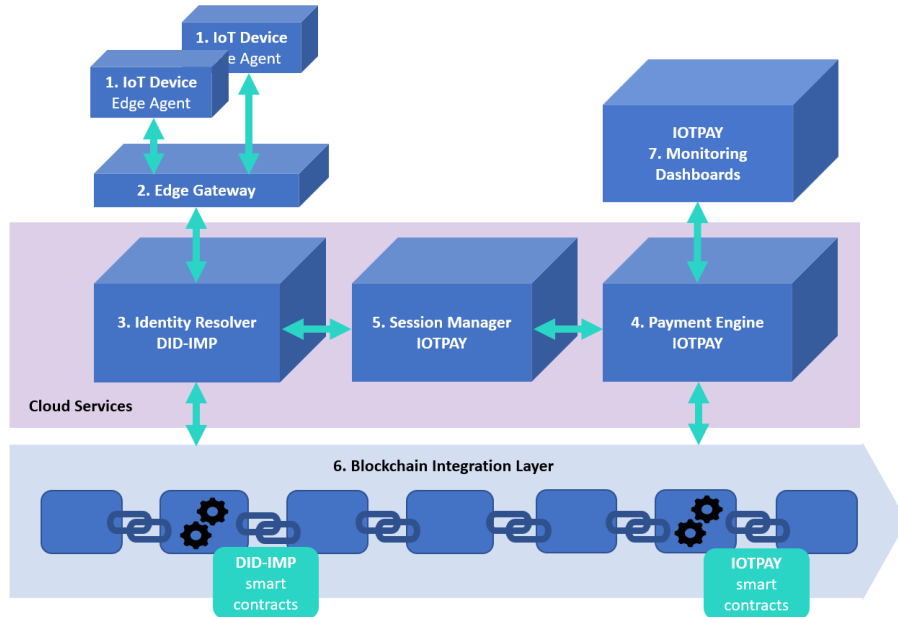 1. IoT Device
e Agent
1. IoT Device
Edge Agent
2. Edge Gateway
IOTPAY
7. Monitoring
Dashboards
3. Identity Resolver
DID-IMP
5. Session Manager
IOTPAY
4. Payment Engine
IOTPAY
Cloud Services
6. Blockchain Integration Layer
DID-IMP
smart
contracts
IOTPAY
smart
contracts